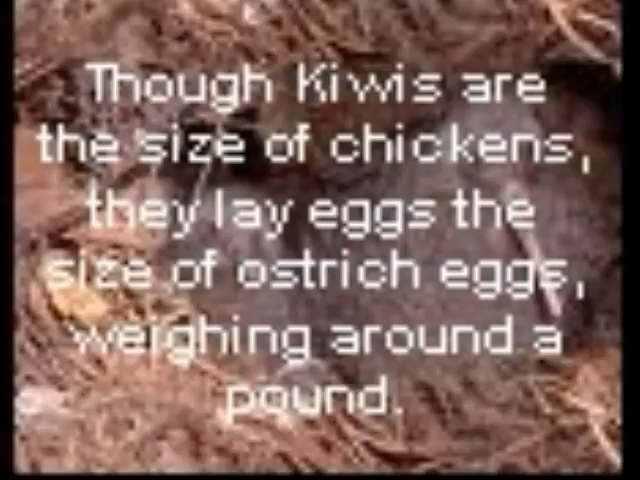 Though Kiwis are
the size of chickens,
they lay eggs the
size of ostrich eggs,
weighing around a
pound.